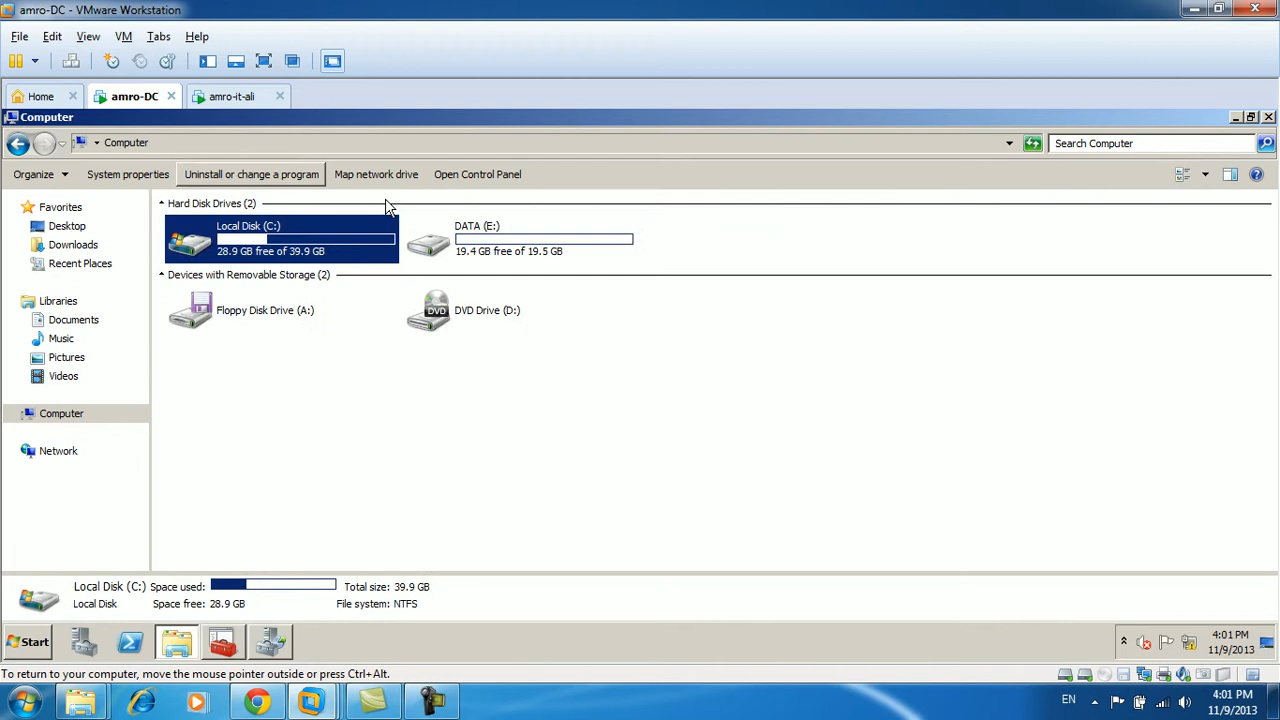 amro-DC - VMware Workstation
File Edit View VM Tabs Help
Home amro-DC amro-it-ali
Computer
Computer Search Computer
Organize System properties Uninstall or change a program Map network drive Open Control Panel
Favorites
Desktop
Downloads
Recent Places
Libraries
Documents
Music
Pictures
Videos
Computer
Network
Hard Disk Drives (2)
Local Disk (C:)
28.9 GB free of 39.9 GB
DATA (E:)
19.4 GB free of 19.5 GB
Devices with Removable Storage (2)
Floppy Disk Drive (A:)
DVD
DVD Drive (D:)
Local Disk (C:) Space used: Total size: 39.9 GB
Local Disk Space free: 28.9 GB File system: NTFS
Start 4:01 PM
11/9/2013
To return to your computer, move the mouse pointer outside or press Ctrl+Alt.
EN 4:01 PM
11/9/2013